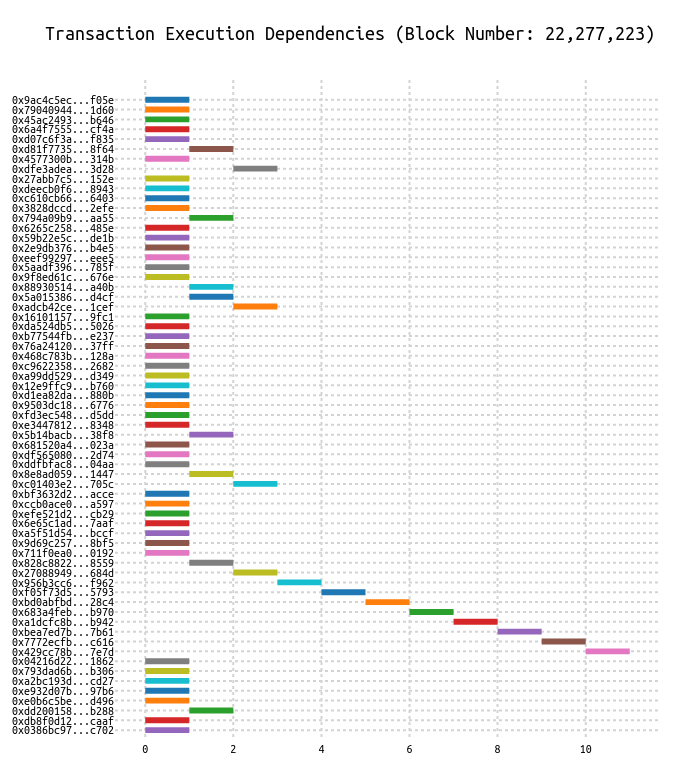 Transaction Execution Dependencies (Block Number: 22,277,223)
0x9ac4c5ec...f05e
0x79040944...1d60
0x45ac2493...b646
0x6a4f7555...cf4a
0xd07c6f3a...f835
0xd81f7735...8f64
0x4577300b...314b
0xdfe3adea...3d28
0x27abb7c5...152e
0xdeecb0f6...8943
0xc610cb66...6403
0x3828dccd...2efe
0x794a09b9...aa55
0x6265c258...485e
0x59b22e5c...de1b
0x2e9db376...b4e5
0xeef99297...eee5
0x5aadf396...785f
0x9f8ed61c...676e
0x88930514...a40b
0x5a015386...d4cf
0xadcb42ce...1cef
0x16101157...9fc1
0xda524db5...5026
0xb77544fb...e237
0x76a24120...37ff
0x468c783b...128a
0xc9622358...2682
0xa99dd529...d349
0x12e9ffc9...b760
0xd1ea82da...880b
0x9503dc18...6776
0xfd3ec548...d5dd
0xe3447812...8348
0x5b14bacb...38f8
0x681520a4...023a
0xdf565080...2d74
0xddfbfac8...04aa
0x8e8ad059...1447
0xc01403e2...705c
0xbf3632d2...acce
0xccb0ace0...a597
0xefe521d2...cb29
0x6e65c1ad...7aaf
0xa5f51d54...bccf
0x9d69c257...8bf5
0x711f0ea0...0192
0x828c8822...8559
0x27088949...684d
0x956b3cc6...f962
0xf05f73d5...5793
0xbd0abfbd...28c4
0x683a4feb...b970
0xa1dcfc8b...b942
0xbea7ed7b...7b61
0x7772ecfb...c616
0x429cc78b...7e7d
0x04216d22...1862
0x793dad6b...b306
0xa2bc193d...cd27
0xe932d07b...97b6
0xe0b6c5be...d496
0xdd200158...b288
0xdb8f0d12...caaf
0x0386bc97...c702
0 2 4 6 8 10